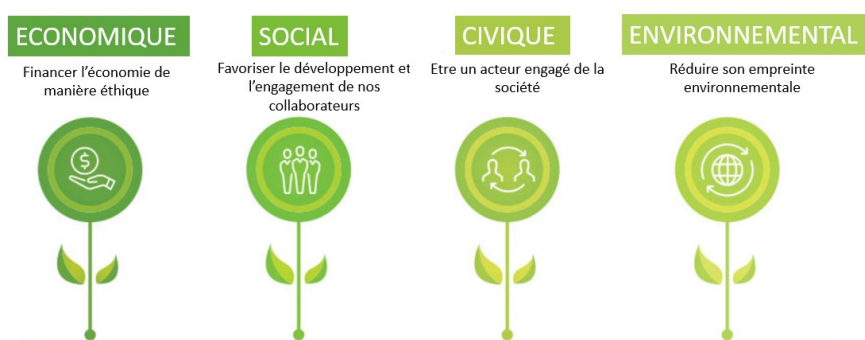 ECONOMIQUE
Financer l'économie de
manière éthique
SOCIAL
Favoriser le développement et
l'engagement de nos
collaborateurs
CIVIQUE
Etre un acteur engagé de la
société
ENVIRONNEMENTAL
Réduire son empreinte
environnementale
$